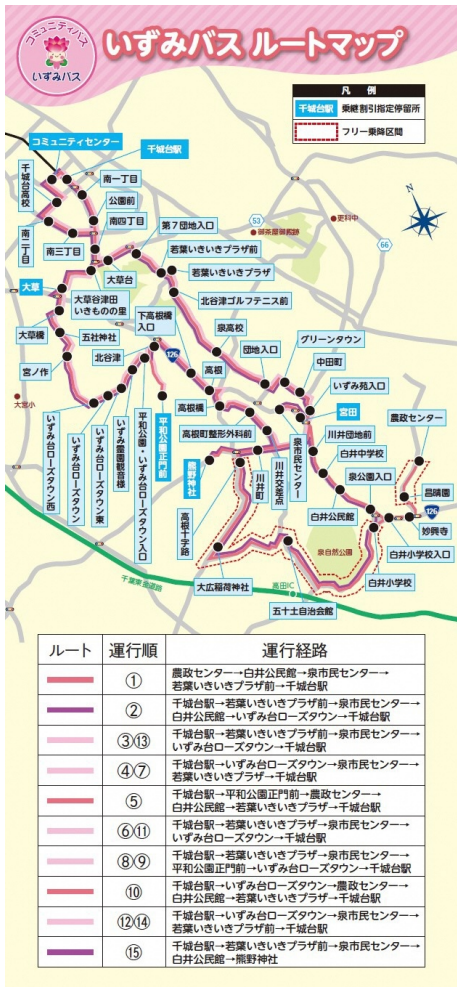 コミュニティバス
いずみバス
いずみバス ルートマップ
凡 例
千城台駅 乗継割引指定停留所
フリー乗降区間
コミュニティセンター
千城台駅
千城台高校
南一丁目
公園前
南四丁目
南二丁目
南三丁目
第7団地入口
53
御茶屋御殿跡
更科中
66
若葉いきいきプラザ前
若葉いきいきプラザ
大草台
大草
大草谷津田
いきものの里
下高根橋
入口
北谷津ゴルフテニス前
大草橋
五社神社
北谷津
126
泉高校
グリーンタウン
団地入口
中田町
宮ノ作
高根
いずみ苑入口
大宮小
高根橋
宮田
農政センター
高根町整形外科前
川井団地前
泉市民センター
白井中学校
いずみ台ローズタウン西
いずみ台ローズタウン
いずみ台ローズタウン東
いずみ霊園観音様
平和公園・いずみ台ローズタウン入口
平和公園正門前
熊野神社
川井町
川井交差点
泉公園入口
昌晴園
126
白井公民館
妙興寺
高根十字路
泉自然公園
白井小学校入口
白井小学校
大広稲荷神社
千葉東金道路
高田IC
五十土自治会館
ルート 運行順 運行経路
① 農政センター→白井公民館→泉市民センター→
若葉いきいきプラザ前→千城台駅
② 千城台駅→若葉いきいきプラザ前→泉市民センター→
白井公民館→いずみ台ローズタウン→千城台駅
③⑬ 千城台駅→若葉いきいきプラザ前→泉市民センター→
いずみ台ローズタウン→千城台駅
④⑦ 千城台駅→いずみ台ローズタウン→泉市民センター→
若葉いきいきプラザ→千城台駅
⑤ 千城台駅→平和公園正門前→農政センター→
白井公民館→若葉いきいきプラザ→千城台駅
⑥⑪ 千城台駅→若葉いきいきプラザ→泉市民センター→
いずみ台ローズタウン→千城台駅
⑧⑨ 千城台駅→若葉いきいきプラザ→泉市民センター→
平和公園正門前→いずみ台ローズタウン→千城台駅
⑩ 千城台駅→いずみ台ローズタウン→農政センター→
白井公民館→若葉いきいきプラザ→千城台駅
⑫⑭ 千城台駅→いずみ台ローズタウン→泉市民センター→
若葉いきいきプラザ前→千城台駅
⑮ 千城台駅→若葉いきいきプラザ前→泉市民センター→
白井公民館→熊野神社